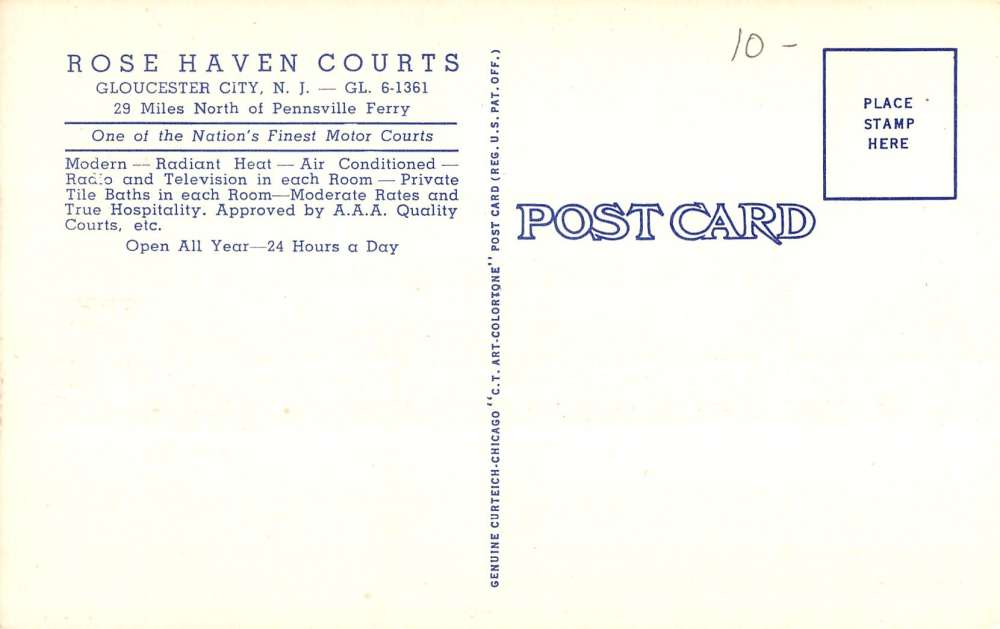 ROSE HAVEN COURTS
GLOUCESTER CITY, N. J. — GL. 6-1361
29 Miles North of Pennsville Ferry
One of the Nation's Finest Motor Courts
Modern — Radiant Heat — Air Conditioned —
Radio and Television in each Room — Private
Tile Baths in each Room—Moderate Rates and
True Hospitality. Approved by A.A.A. Quality
Courts, etc.
Open All Year—24 Hours a Day
GENUINE CURTEICH-CHICAGO "C.T. ART-COLORTONE" POST CARD (REG. U.S. PAT. OFF.)
10 -
PLACE
STAMP
HERE
POST CARD